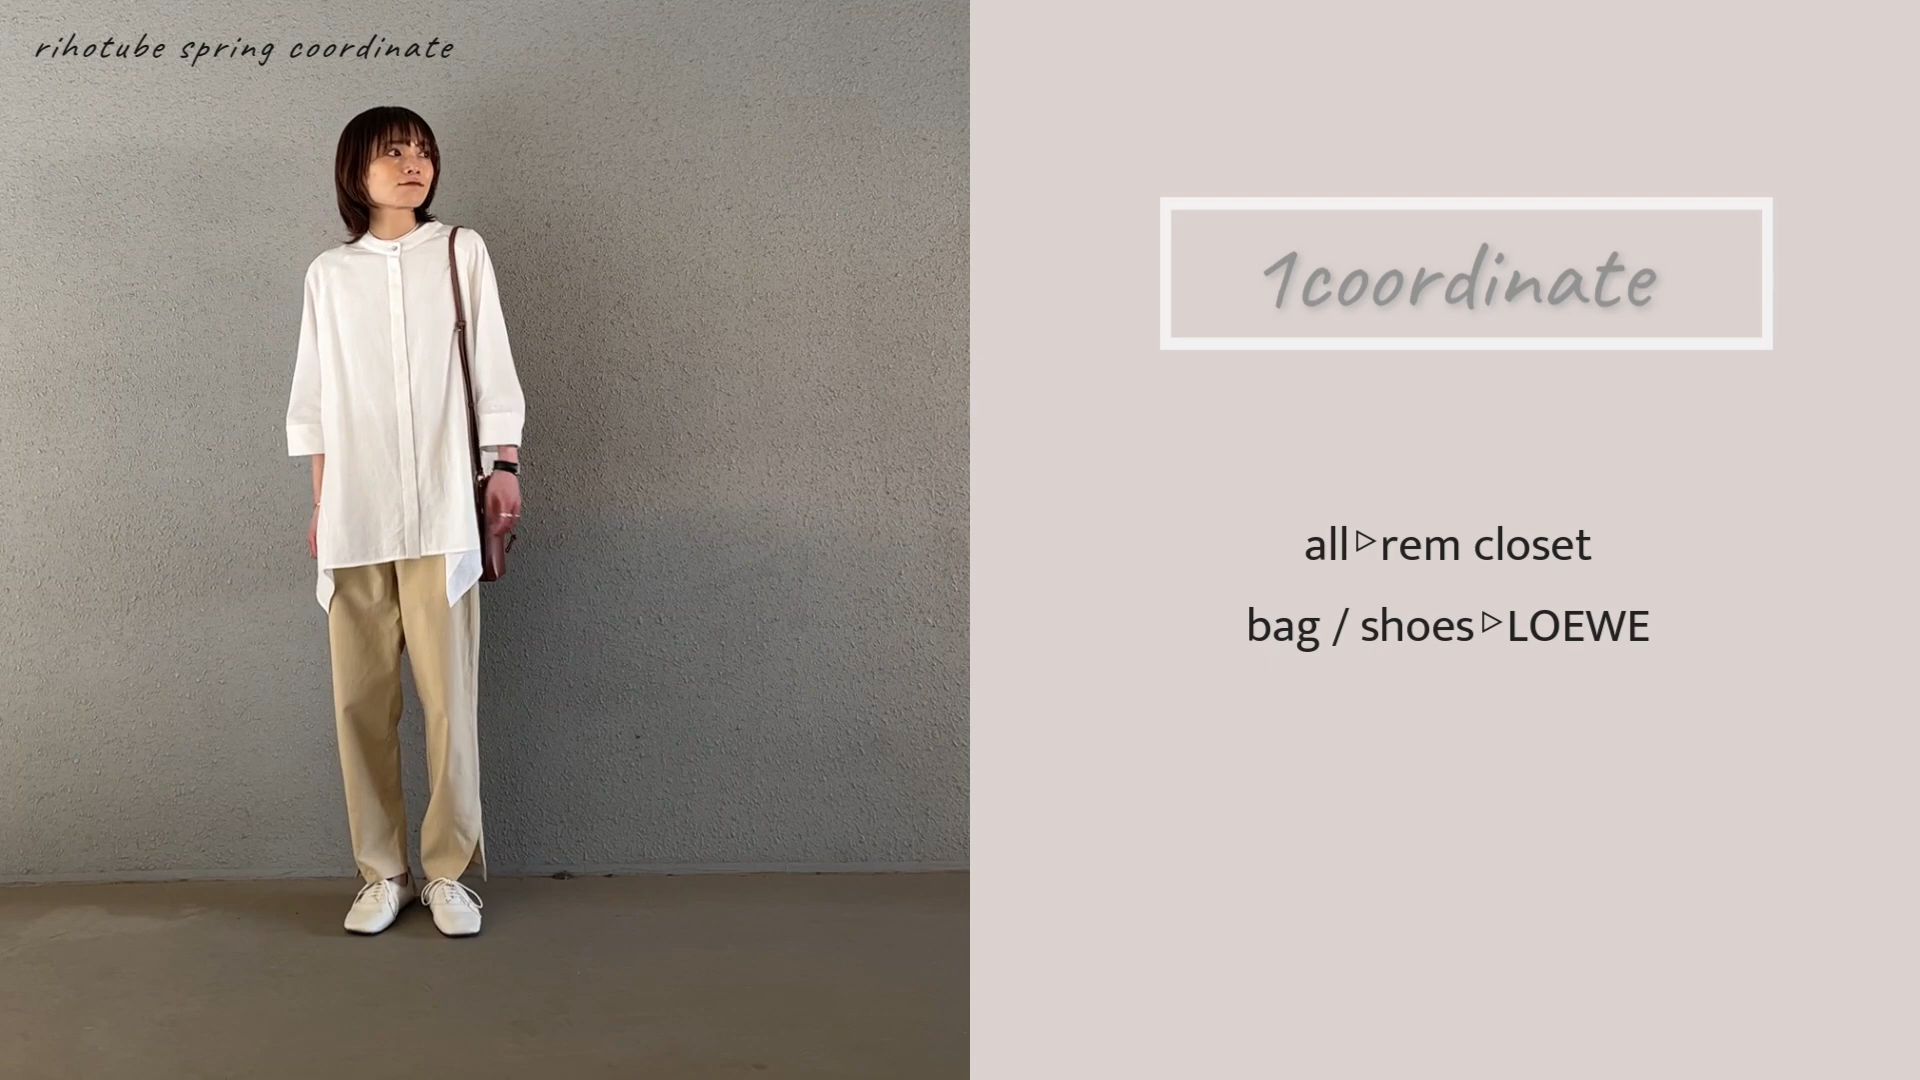 rihotube spring coordinate
1coordinate
all▷rem closet
bag / shoes▷LOEWE